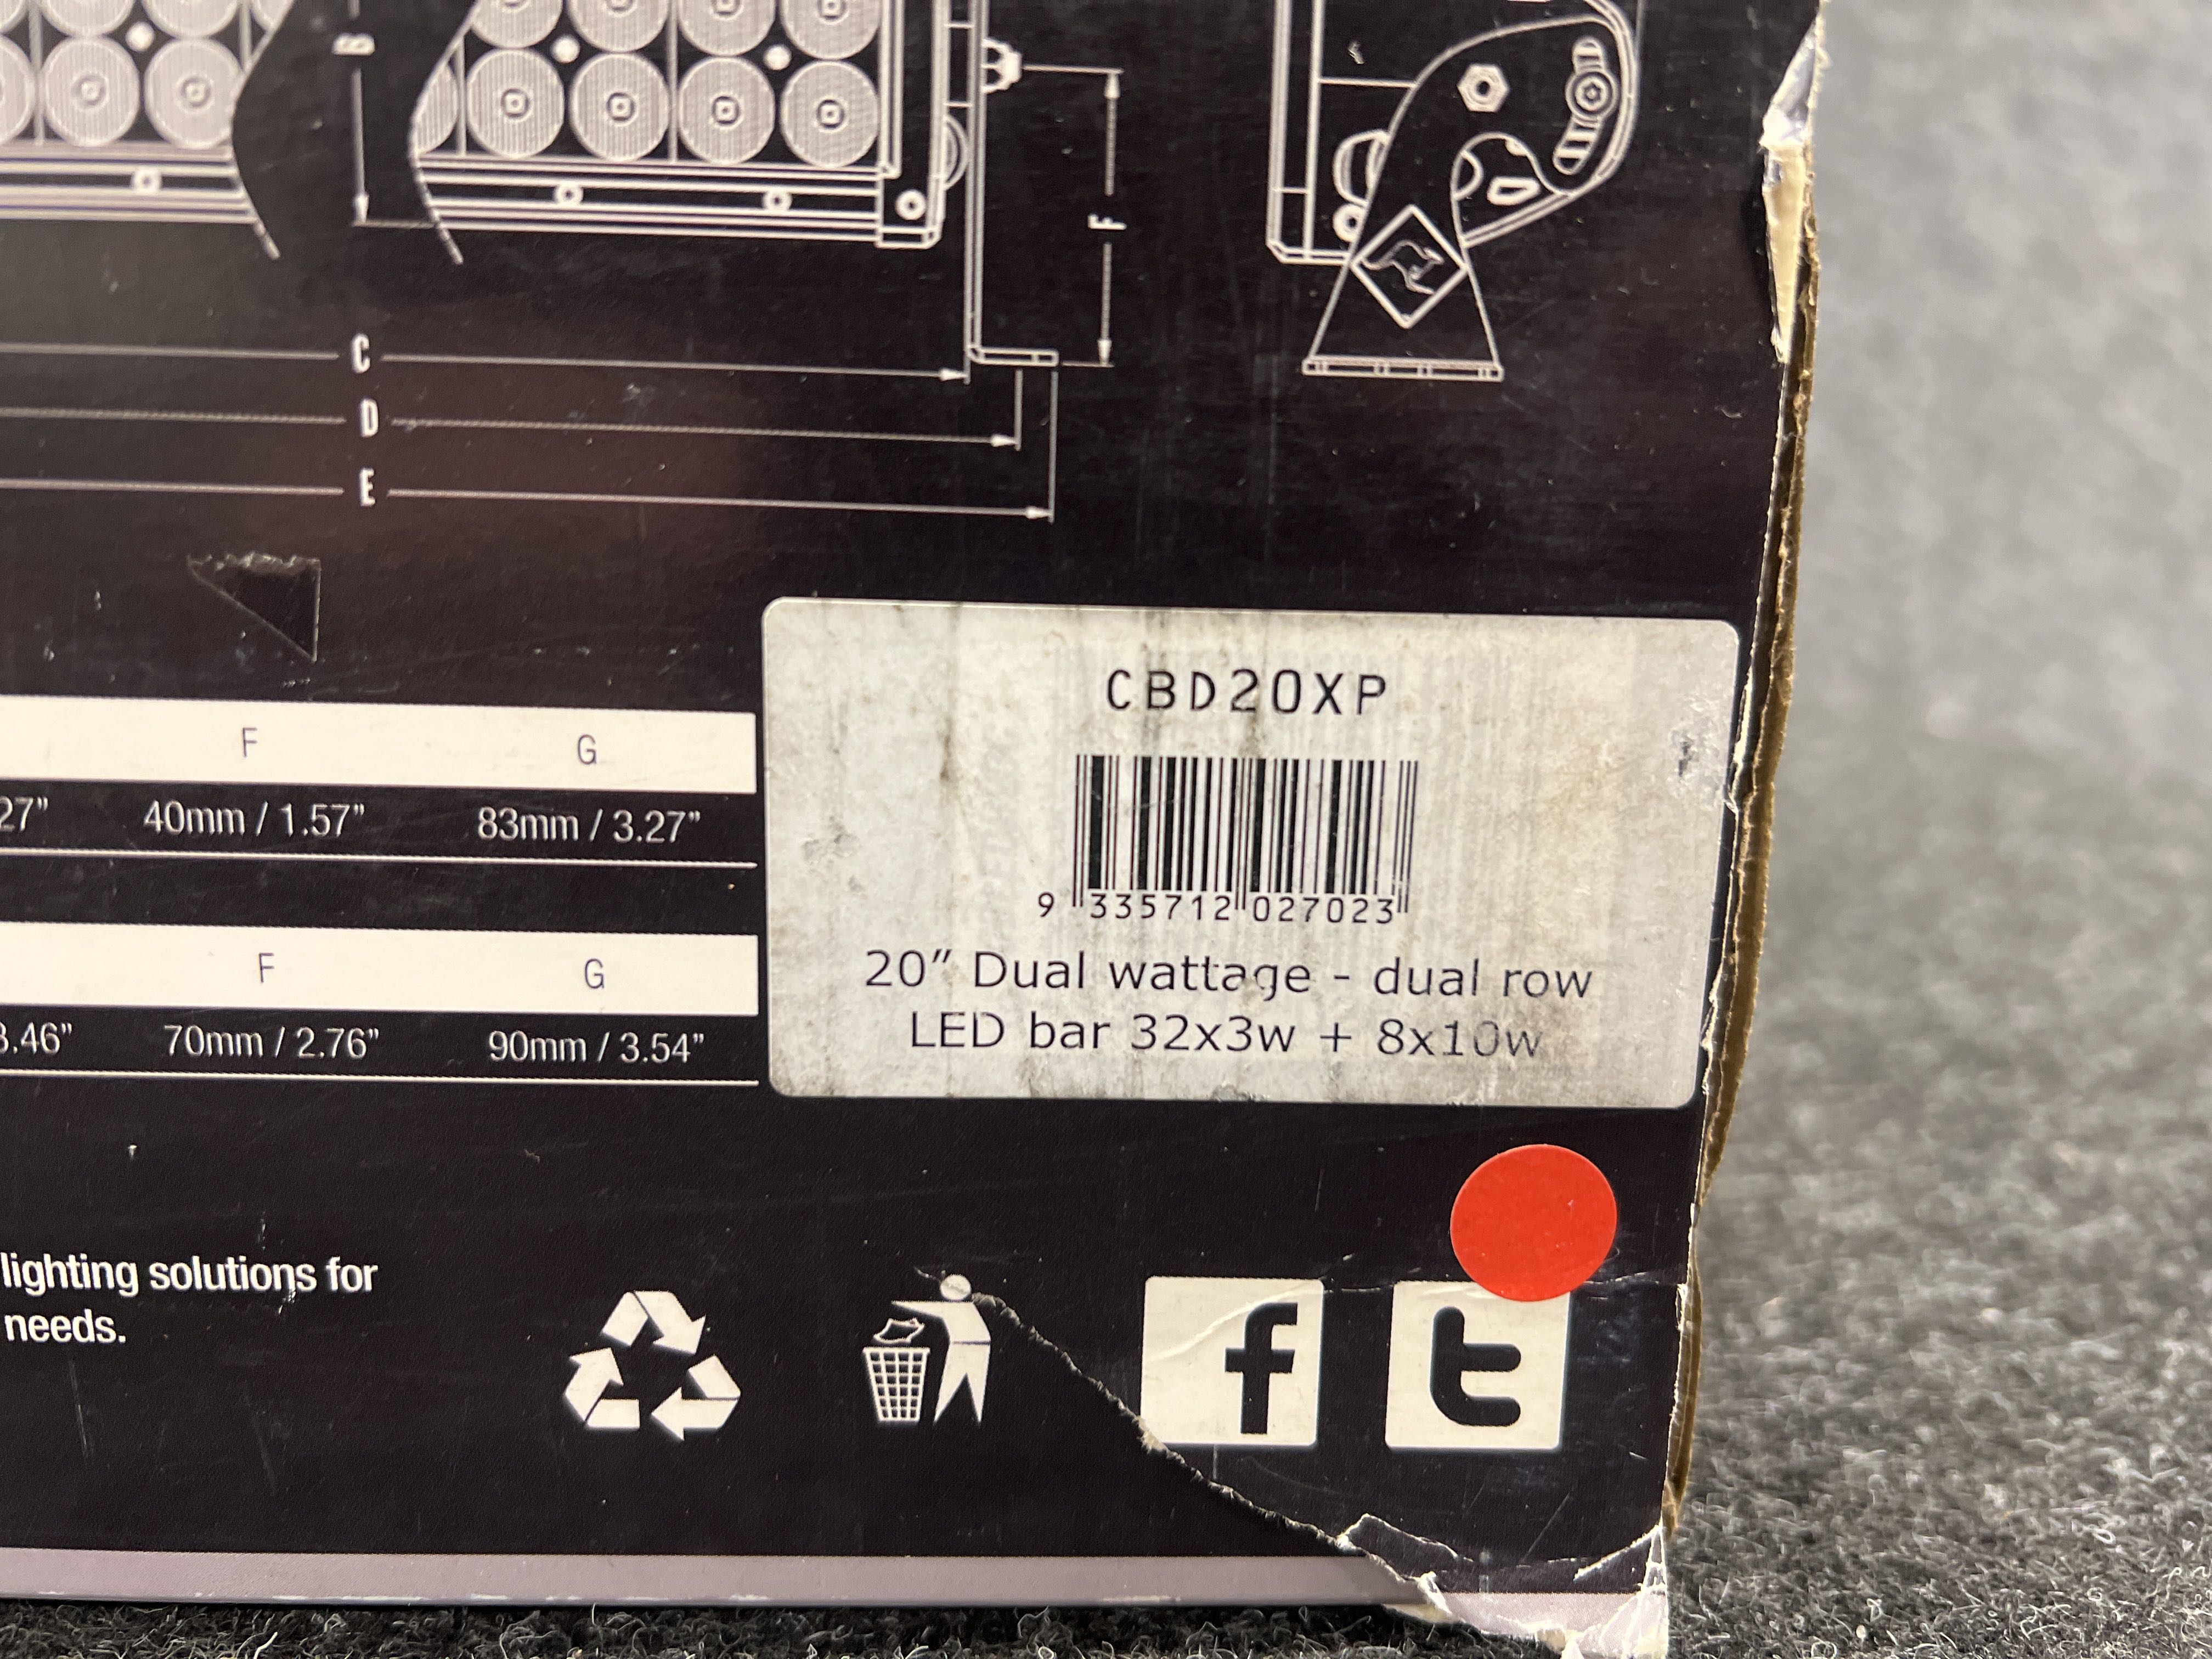 B
F
C
D
E
CBD20XP
9 335712 027023
20” Dual wattage - dual row
LED bar 32x3w + 8x10w
F G
27” 40mm / 1.57” 83mm / 3.27”
F G
3.46” 70mm / 2.76” 90mm / 3.54”
lighting solutions for
needs.
f t